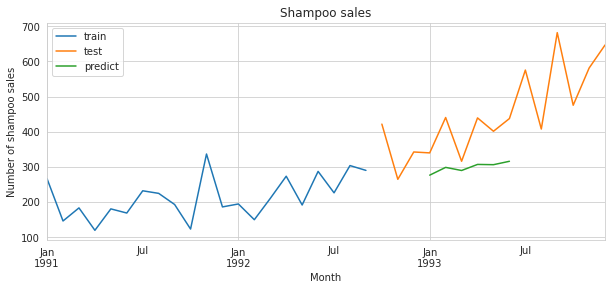 Shampoo sales
train
test
predict
Number of shampoo sales
700
600
500
400
300
200
100
Jan
1991
Jul
Jan
1992
Jul
Jan
1993
Jul
Month